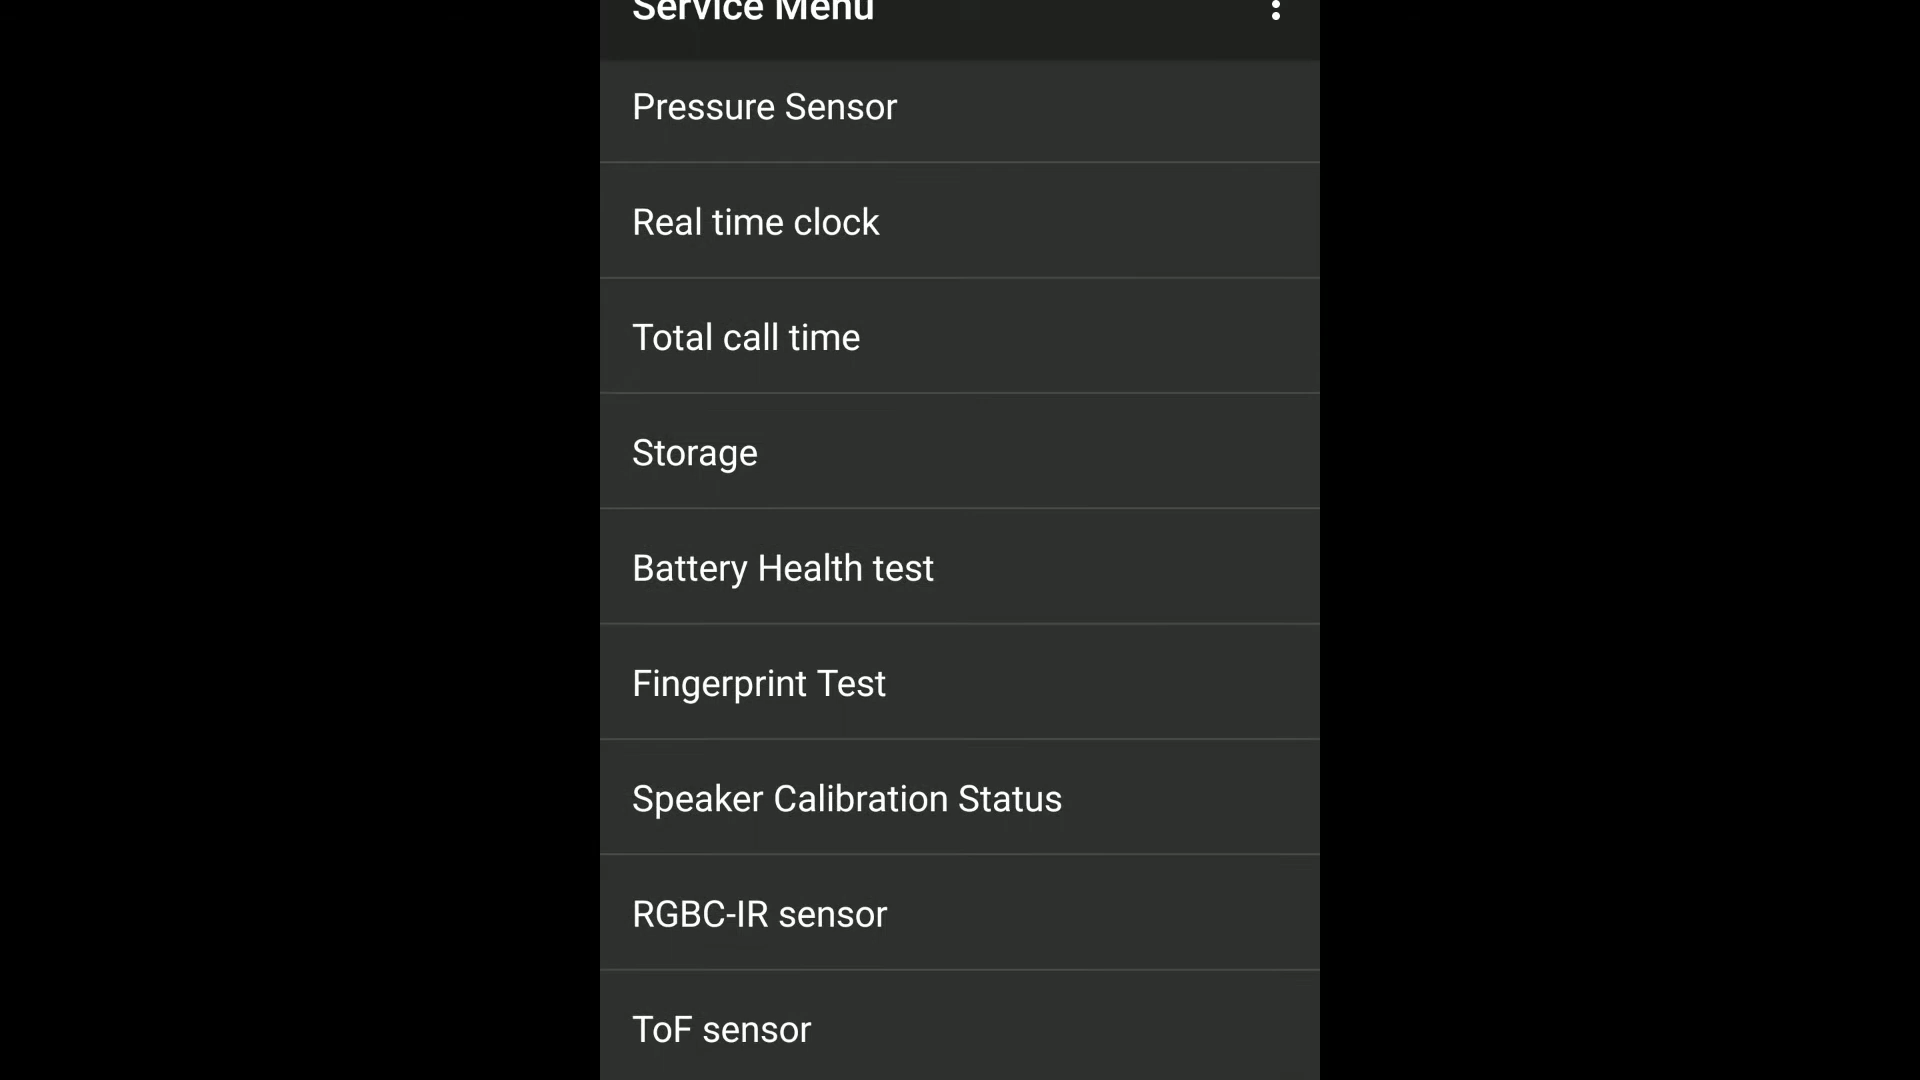 Service Menu
Pressure Sensor
Real time clock
Total call time
Storage
Battery Health test
Fingerprint Test
Speaker Calibration Status
RGBC-IR sensor
ToF sensor